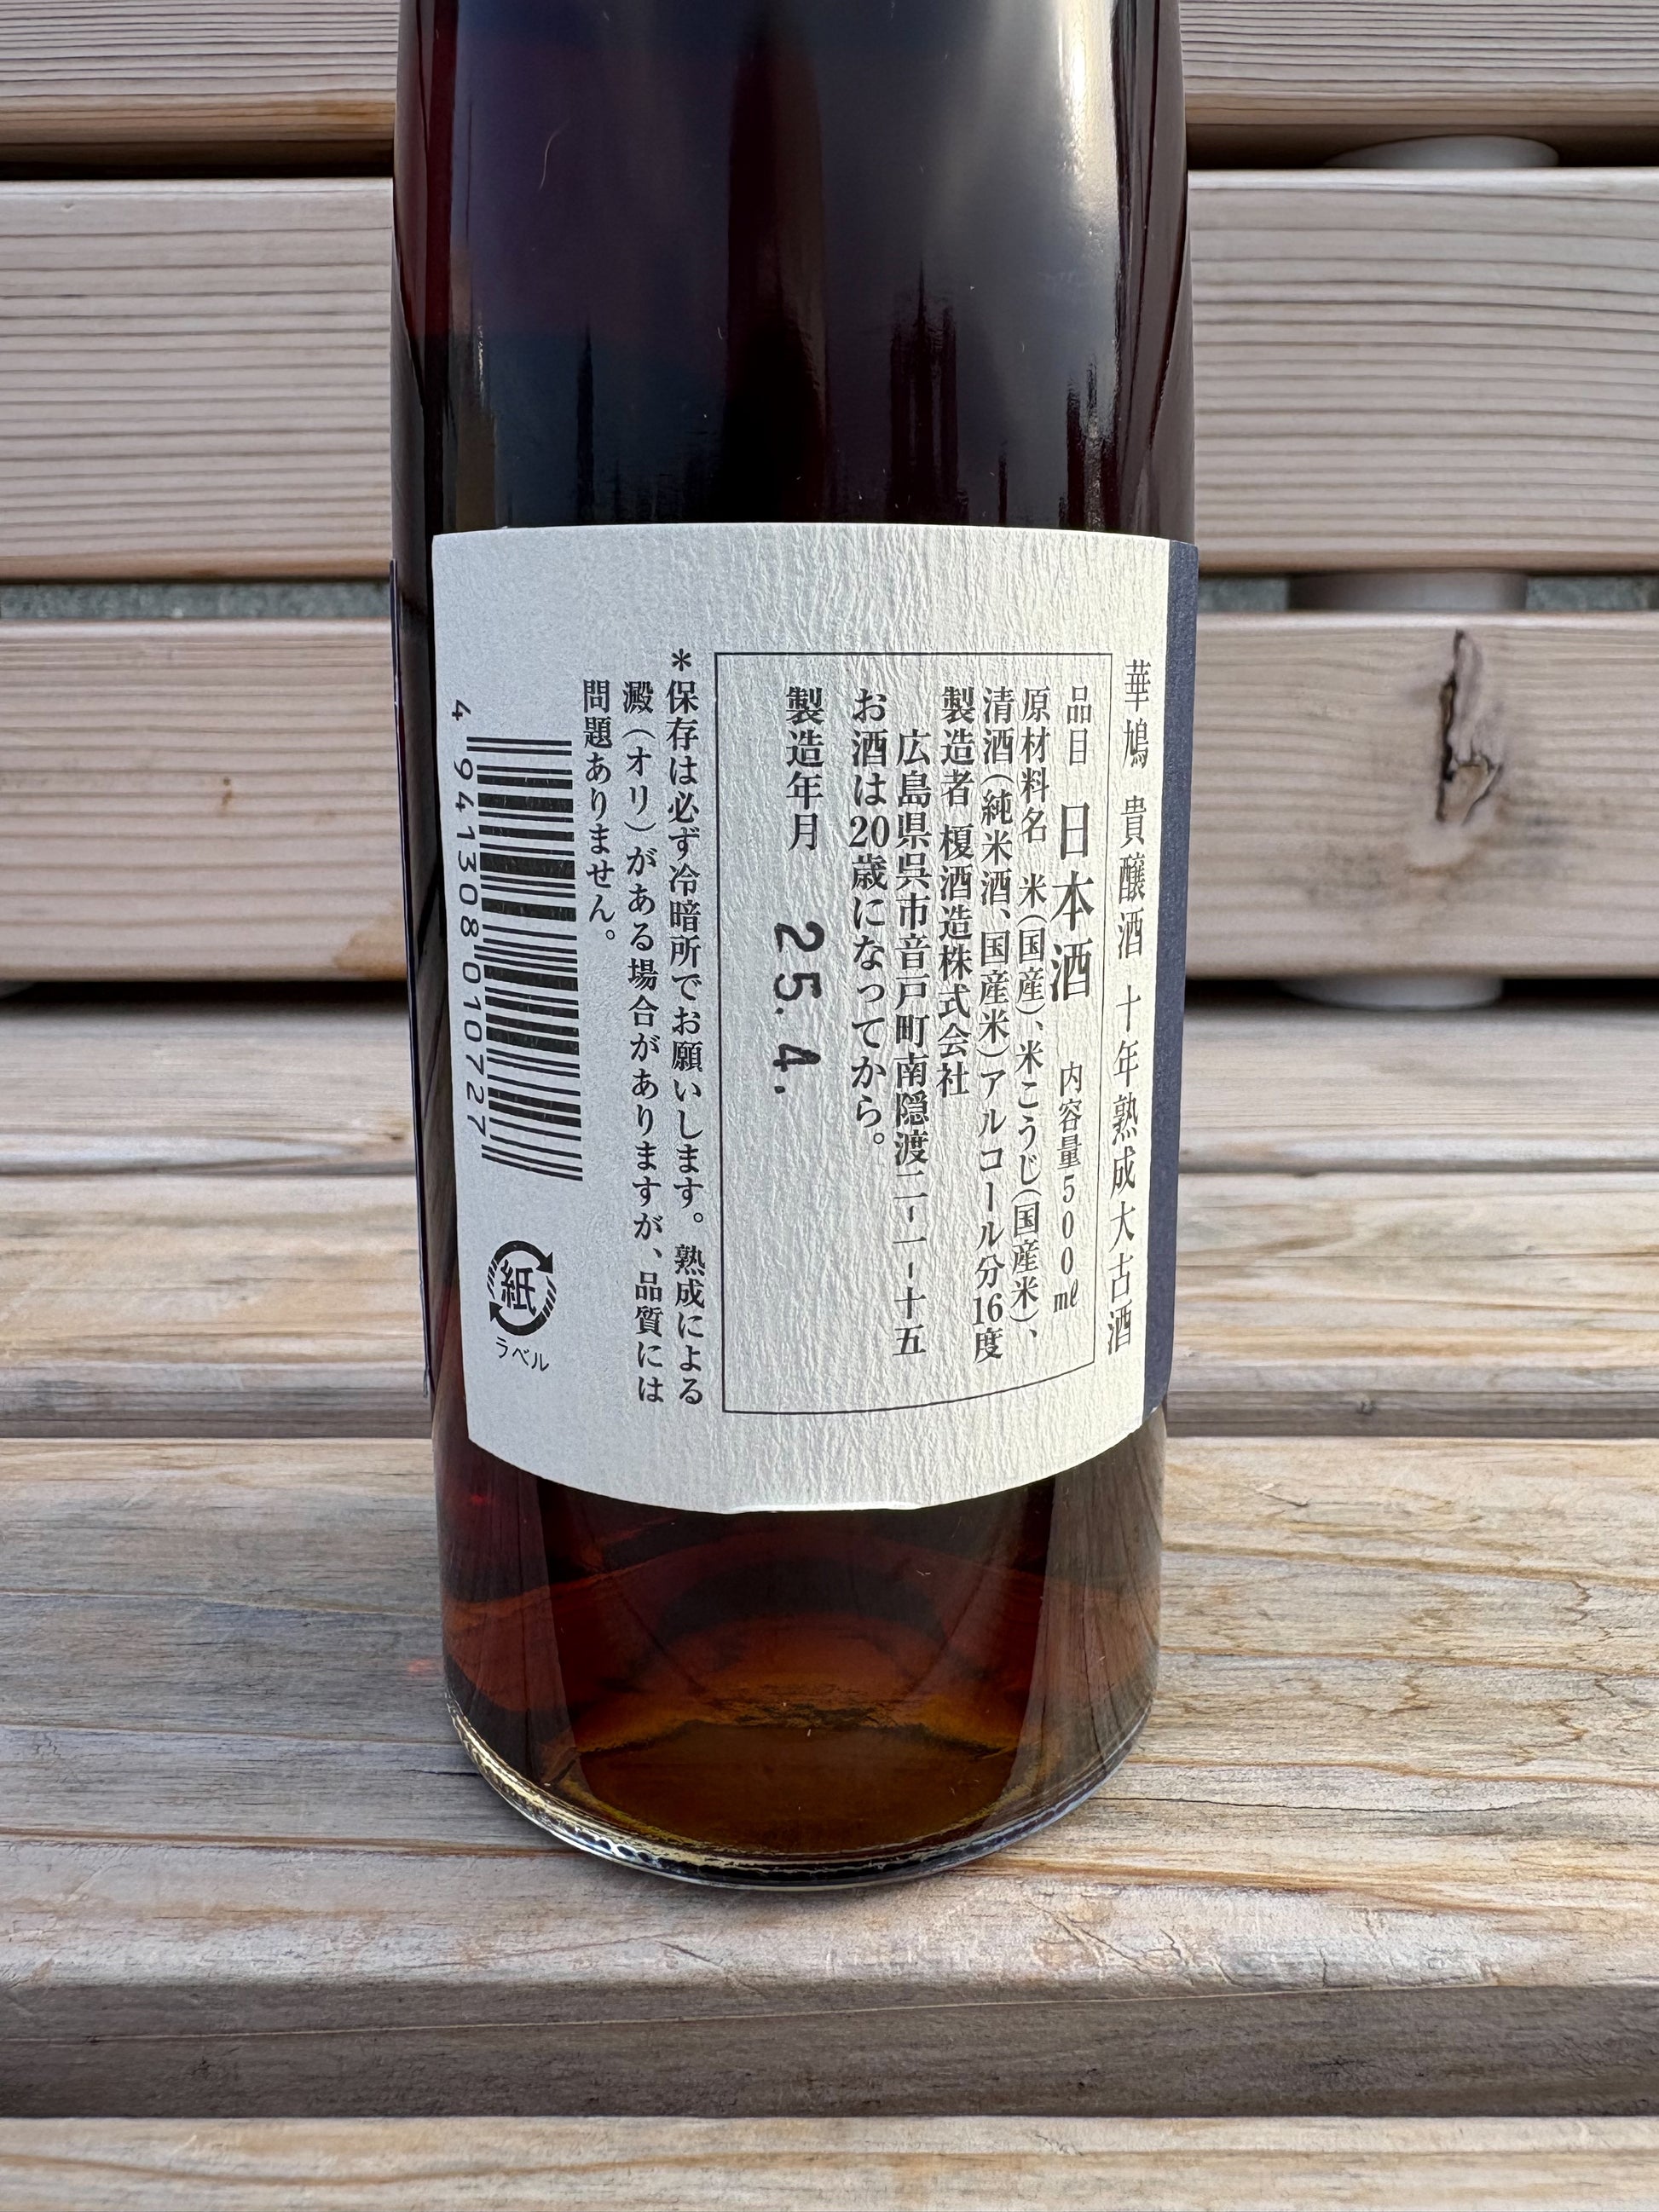 華鳩 貴醸酒 十年熟成大古酒
品目 日本酒 内容量500㎖
原材料名 米(国産)、米こうじ(国産米)、
清酒(純米酒、国産米)アルコール分16度
製造者 榎酒造株式会社
広島県呉市音戸町南隠渡二-一-十五
お酒は20歳になってから。
製造年月 25.4.
*保存は必ず冷暗所でお願いします。熟成による
澱(オリ)がある場合がありますが、品質には
問題ありません。
4 941308 010727
紙
ラベル